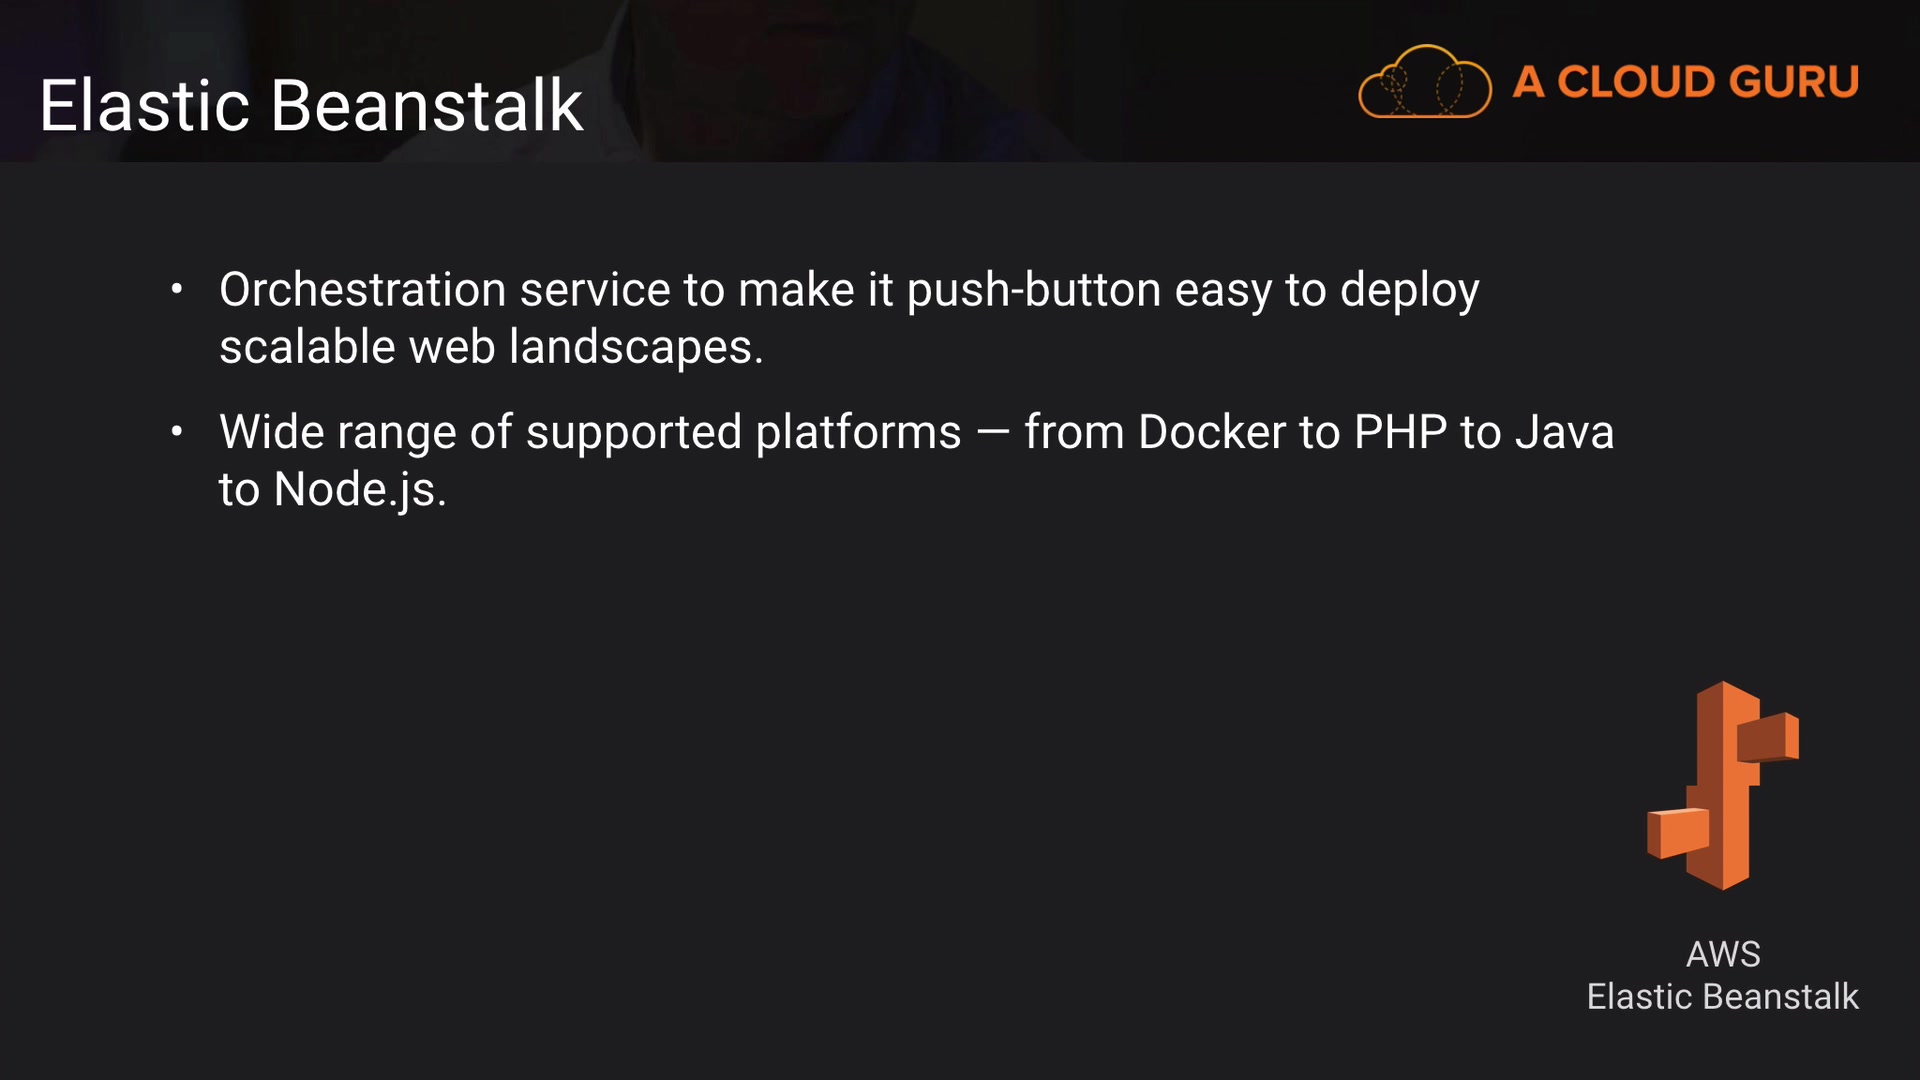 Elastic Beanstalk
A CLOUD GURU
• Orchestration service to make it push-button easy to deploy
scalable web landscapes.
• Wide range of supported platforms — from Docker to PHP to Java
to Node.js.
AWS
Elastic Beanstalk